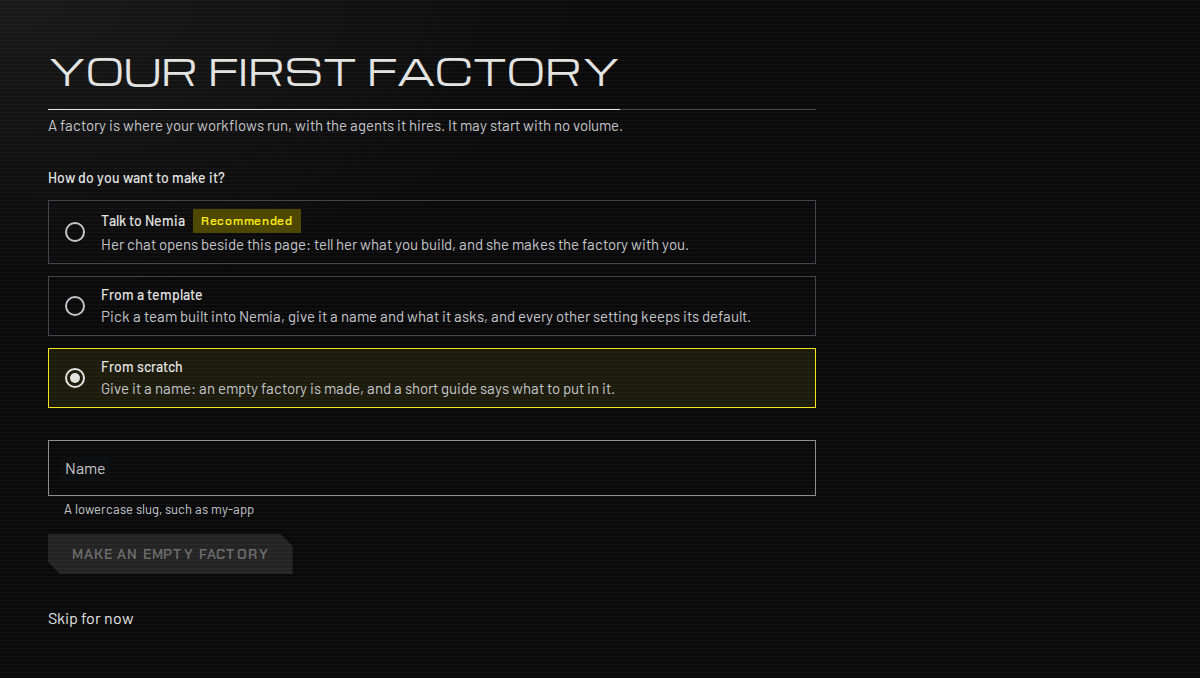 YOUR FIRST FACTORY
A factory is where your workflows run, with the agents it hires. It may start with no volume.
How do you want to make it?
Talk to Nemia Recommended
Her chat opens beside this page: tell her what you build, and she makes the factory with you.
From a template
Pick a team built into Nemia, give it a name and what it asks, and every other setting keeps its default.
From scratch
Give it a name: an empty factory is made, and a short guide says what to put in it.
Name
A lowercase slug, such as my-app
MAKE AN EMPTY FACTORY
Skip for now